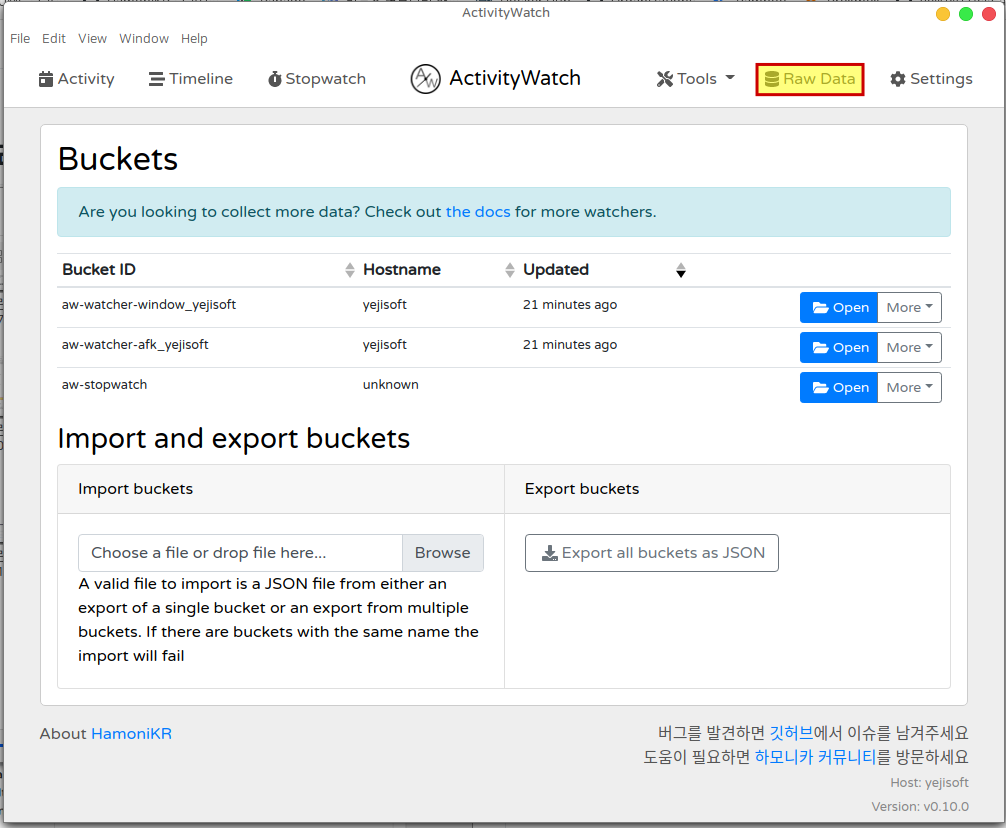 ActivityWatch
File Edit View Window Help
Activity Timeline Stopwatch AW ActivityWatch Tools Raw Data Settings
Buckets
Are you looking to collect more data? Check out the docs for more watchers.
Bucket ID Hostname Updated
aw-watcher-window_yejisoft yejisoft 21 minutes ago Open More
aw-watcher-afk_yejisoft yejisoft 21 minutes ago Open More
aw-stopwatch unknown Open More
Import and export buckets
Import buckets Export buckets
Choose a file or drop file here... Browse Export all buckets as JSON
A valid file to import is a JSON file from either an
export of a single bucket or an export from multiple
buckets. If there are buckets with the same name the
import will fail
About HamoniKR 버그를 발견하면 깃허브에서 이슈를 남겨주세요
도움이 필요하면 하모니카 커뮤니티를 방문하세요
Host: yejisoft
Version: v0.10.0